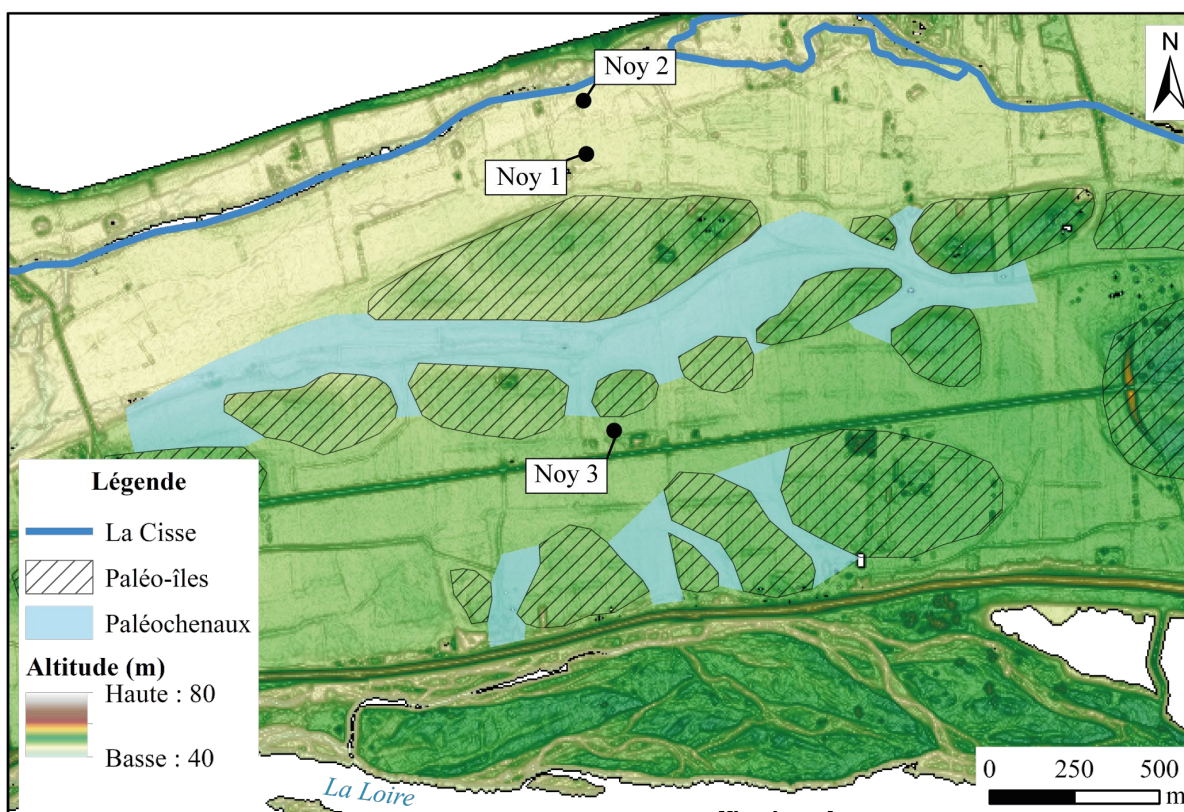 N
Noy 2
Noy 1
Noy 3
Légende
La Cisse
Paléo-îles
Paléochenaux
Altitude (m)
Haute : 80
Basse : 40
La Loire
0 250 500
m